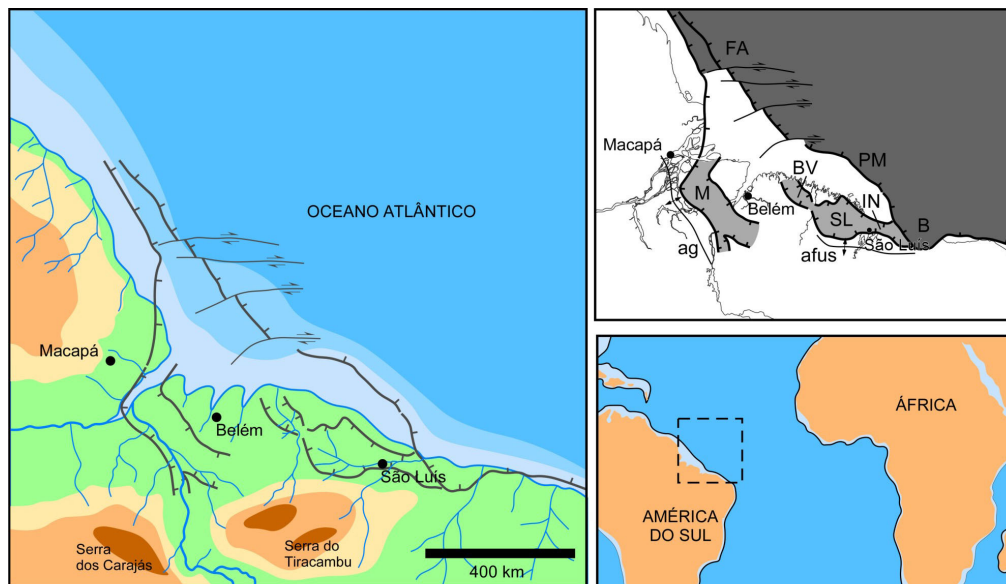 OCEANO ATLÂNTICO
Macapá
Belém
São Luís
Serra
dos Carajás
Serra do
Tiracambu
400 km
FA
Macapá
PM
BV
M
IN
Belém
SL
B
São Luís
ag
afus
ÁFRICA
AMÉRICA
DO SUL